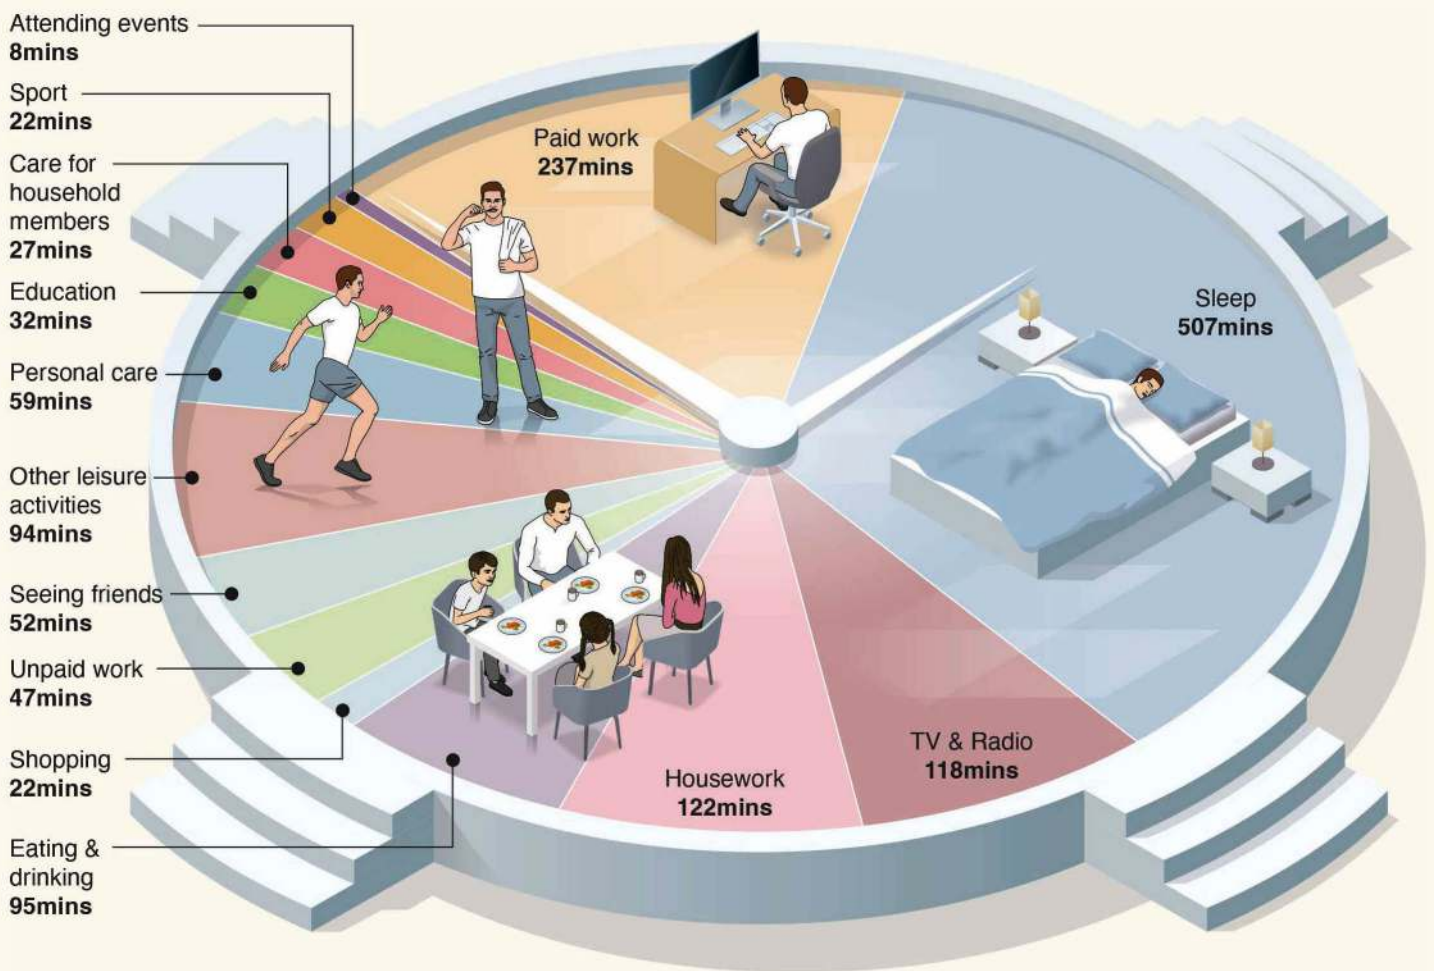 Attending events
8mins
Sport
22mins
Care for
household
members
27mins
Education
32mins
Personal care
59mins
Other leisure
activities
94mins
Seeing friends
52mins
Unpaid work
47mins
Shopping
22mins
Eating &
drinking
95mins
Paid work
237mins
Sleep
507mins
TV & Radio
118mins
Housework
122mins